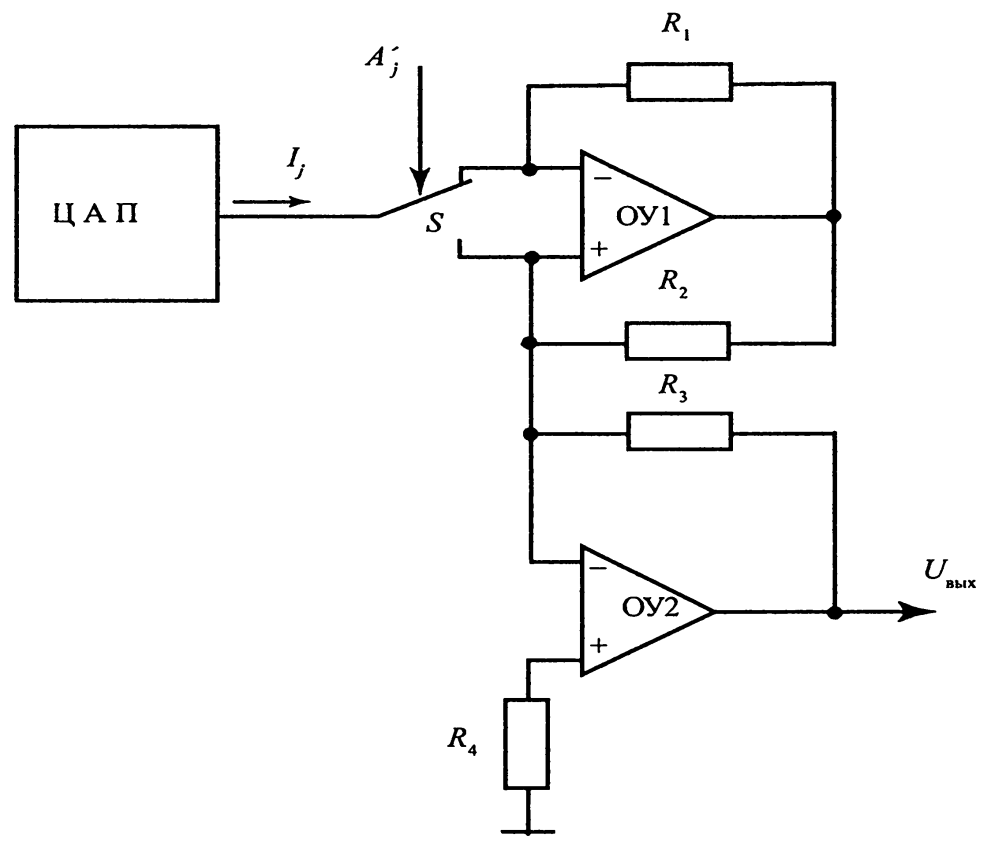 R₁
A′ⱼ
Iⱼ
ЦАП
S
−
ОУ1
+
R₂
R₃
−
Uвых
ОУ2
+
R₄